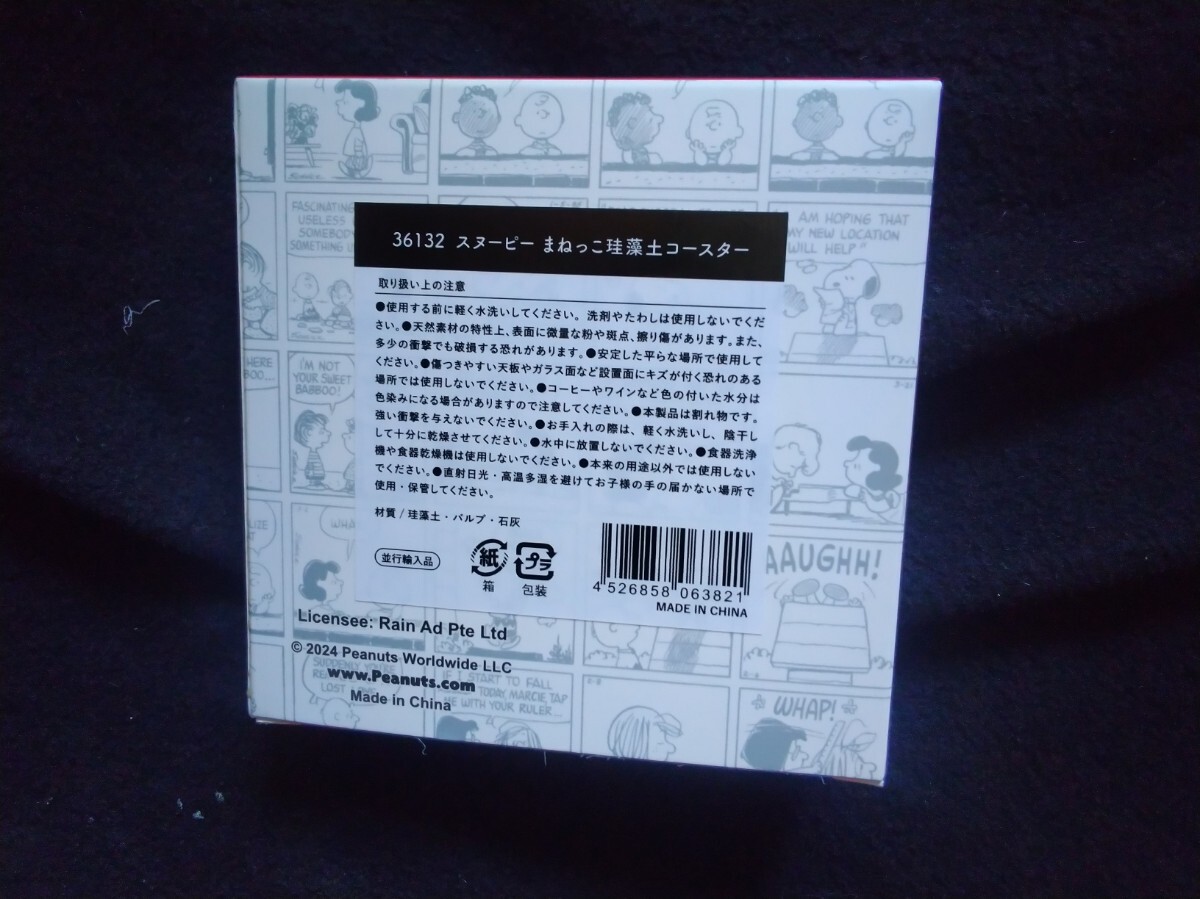 FASCINATING
USELESS
SOMEBODY
SOMETHING
AM HOPING THAT
MY NEW LOCATION
WILL HELP"
36132 スヌーピー まねっこ珪藻土コースター
取り扱い上の注意
●使用する前に軽く水洗いしてください。洗剤やたわしは使用しないでくだ
さい。●天然素材の特性上、表面に微量な粉や斑点、擦り傷があります。また、
多少の衝撃でも破損する恐れがあります。●安定した平らな場所で使用して
ください。●傷つきやすい天板やガラス面など設置面にキズが付く恐れのある
場所では使用しないでください。●コーヒーやワインなど色の付いた水分は
色染みになる場合がありますので注意してください。●本製品は割れ物です。
強い衝撃を与えないでください。●お手入れの際は、軽く水洗いし、陰干し
して十分に乾燥させてください。●水中に放置しないでください。●食器洗浄
機や食器乾燥機は使用しないでください。●本来の用途以外では使用しない
でください。●直射日光・高温多湿を避けてお子様の手の届かない場所で
使用・保管してください。
材質/珪藻土・パルプ・石灰
並行輸入品
紙
箱
プラ
包装
4 526858 063821
MADE IN CHINA
HERE
BOO...
I'M NOT
YOUR SWEET
BABBOO!
AAUGHH!
Licensee: Rain Ad Pte Ltd
© 2024 Peanuts Worldwide LLC
www.Peanuts.com
Made in China
SUDDENLY YOU'RE
LOST
IF I START TO FALL
TODAY, MARCIE, TAP
ME WITH YOUR RULER...
WHAP!